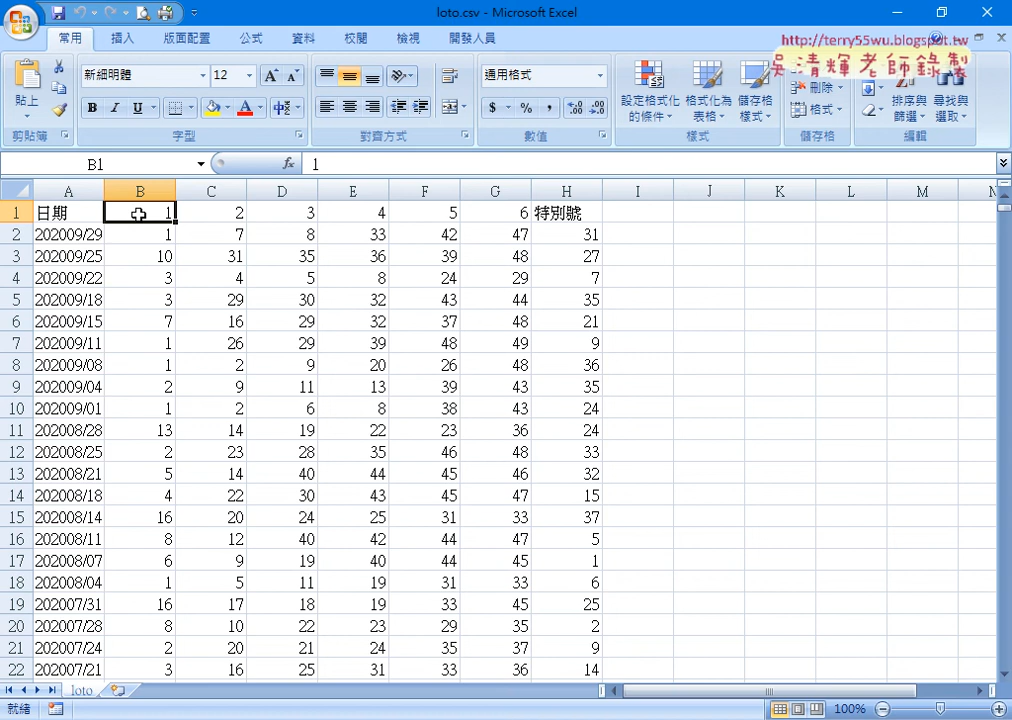 loto.csv - Microsoft Excel
常用 插入 版面配置 公式 資料 校閱 檢視 開發人員
http://terry55wu.blogspot.tw
吳清輝老師錄製
貼上
新細明體 12
B I U
通用格式
$ % ,
設定格式化的條件
格式化為表格
儲存格樣式
刪除
格式
排序與篩選
尋找與選取
剪貼簿 字型 對齊方式 數值 樣式 儲存格 編輯
B1 fx 1
A B C D E F G H I J K L M N
1 日期 1 2 3 4 5 6 特別號
2 202009/29 1 7 8 33 42 47 31
3 202009/25 10 31 35 36 39 48 27
4 202009/22 3 4 5 8 24 29 7
5 202009/18 3 29 30 32 43 44 35
6 202009/15 7 16 29 32 37 48 21
7 202009/11 1 26 29 39 48 49 9
8 202009/08 1 2 9 20 26 48 36
9 202009/04 2 9 11 13 39 43 35
10 202009/01 1 2 6 8 38 43 24
11 202008/28 13 14 19 22 23 36 24
12 202008/25 2 23 28 35 46 48 33
13 202008/21 5 14 40 44 45 46 32
14 202008/18 4 22 30 43 45 47 15
15 202008/14 16 20 24 25 31 33 37
16 202008/11 8 12 40 42 44 47 5
17 202008/07 6 9 19 40 44 45 1
18 202008/04 1 5 11 19 31 33 6
19 202007/31 16 17 18 19 33 45 25
20 202007/28 8 10 22 23 29 35 2
21 202007/24 2 20 21 24 35 37 9
22 202007/21 3 16 25 31 33 36 14
loto
就緒 100%